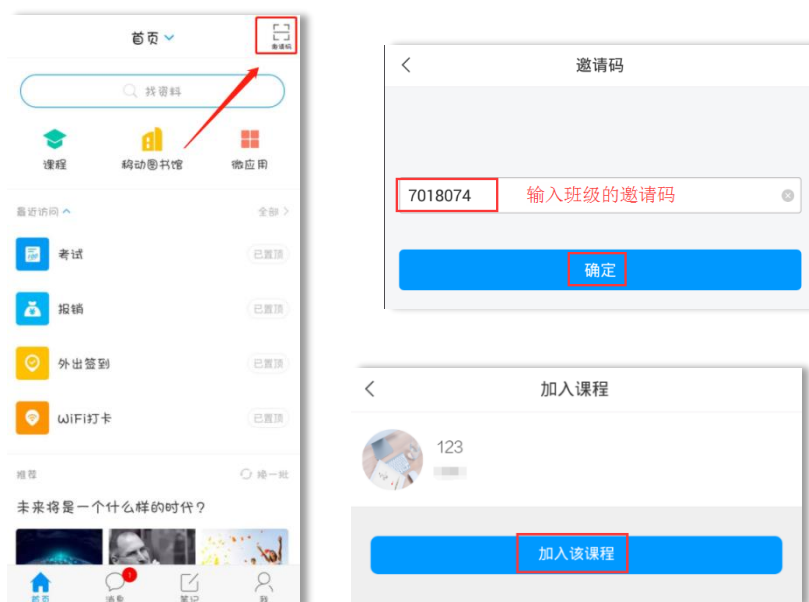 首页
邀请码
找资料
课程
移动图书馆
微应用
最近访问
全部
考试
已置顶
报销
已置顶
外出签到
已置顶
WiFi打卡
已置顶
推荐
换一批
未来将是一个什么样的时代?
1
首页
消息
笔记
我
邀请码
7018074
输入班级的邀请码
确定
加入课程
123
加入该课程